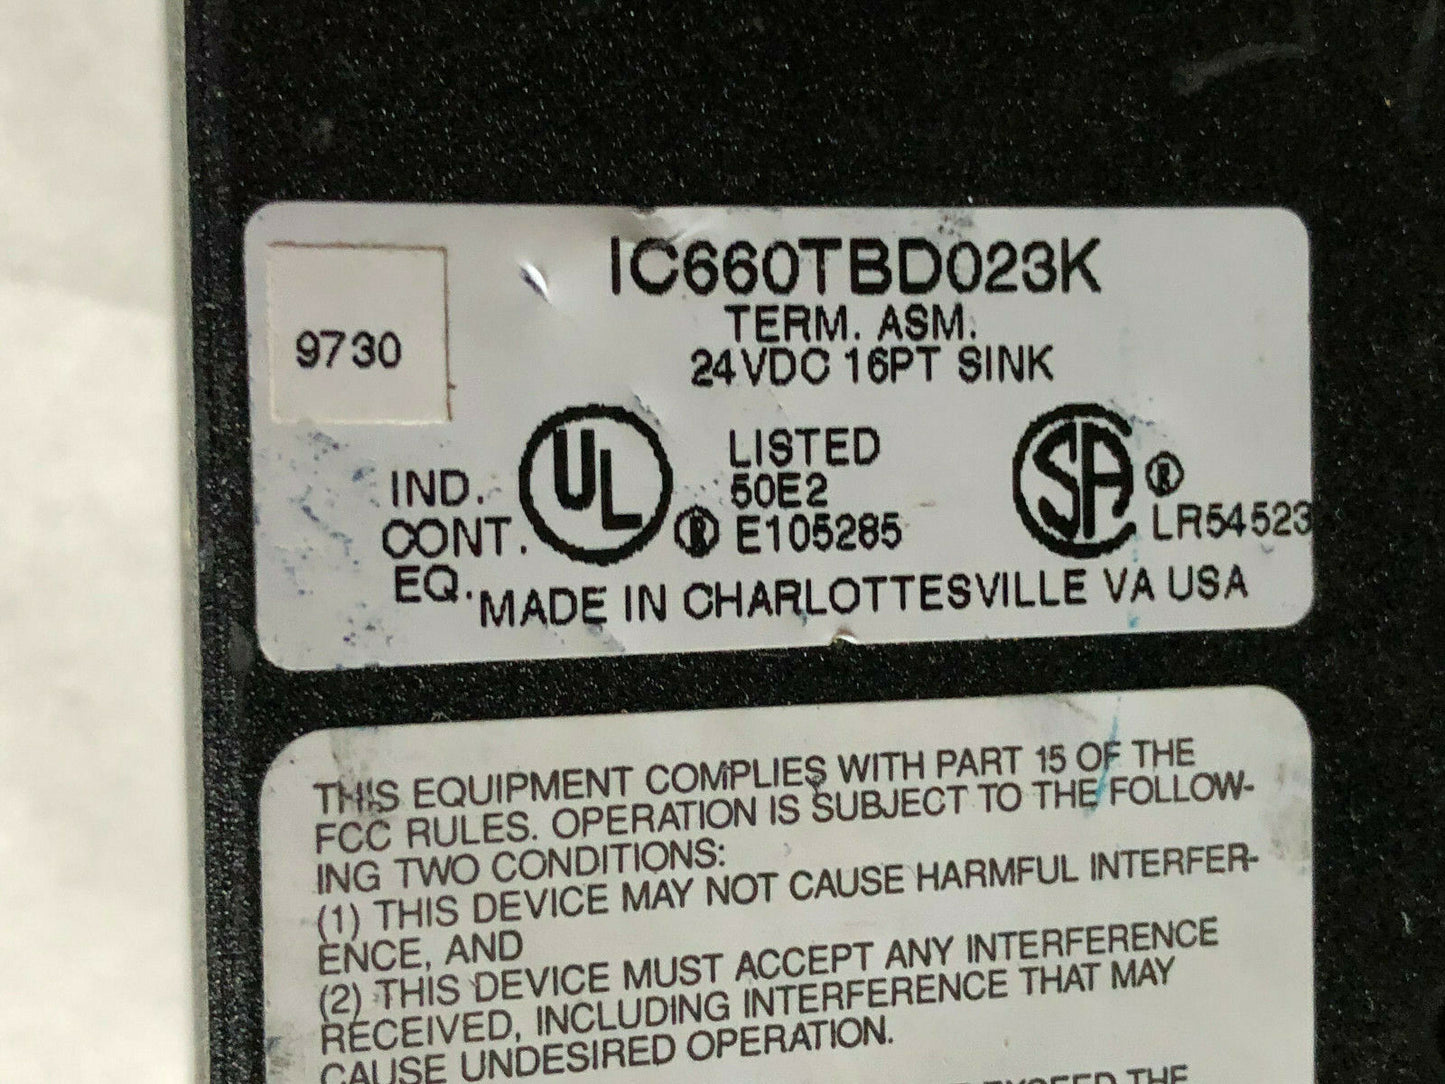 IC660TBD023K
TERM. ASM.
24VDC 16PT SINK
9730
IND.
CONT.
EQ.
UL
®
LISTED
50E2
E105285
SA
®
LR54523
MADE IN CHARLOTTESVILLE VA USA
THIS EQUIPMENT COMPLIES WITH PART 15 OF THE
FCC RULES. OPERATION IS SUBJECT TO THE FOLLOW-
ING TWO CONDITIONS:
(1) THIS DEVICE MAY NOT CAUSE HARMFUL INTERFER-
ENCE, AND
(2) THIS DEVICE MUST ACCEPT ANY INTERFERENCE
RECEIVED, INCLUDING INTERFERENCE THAT MAY
CAUSE UNDESIRED OPERATION.
EXCEED THE